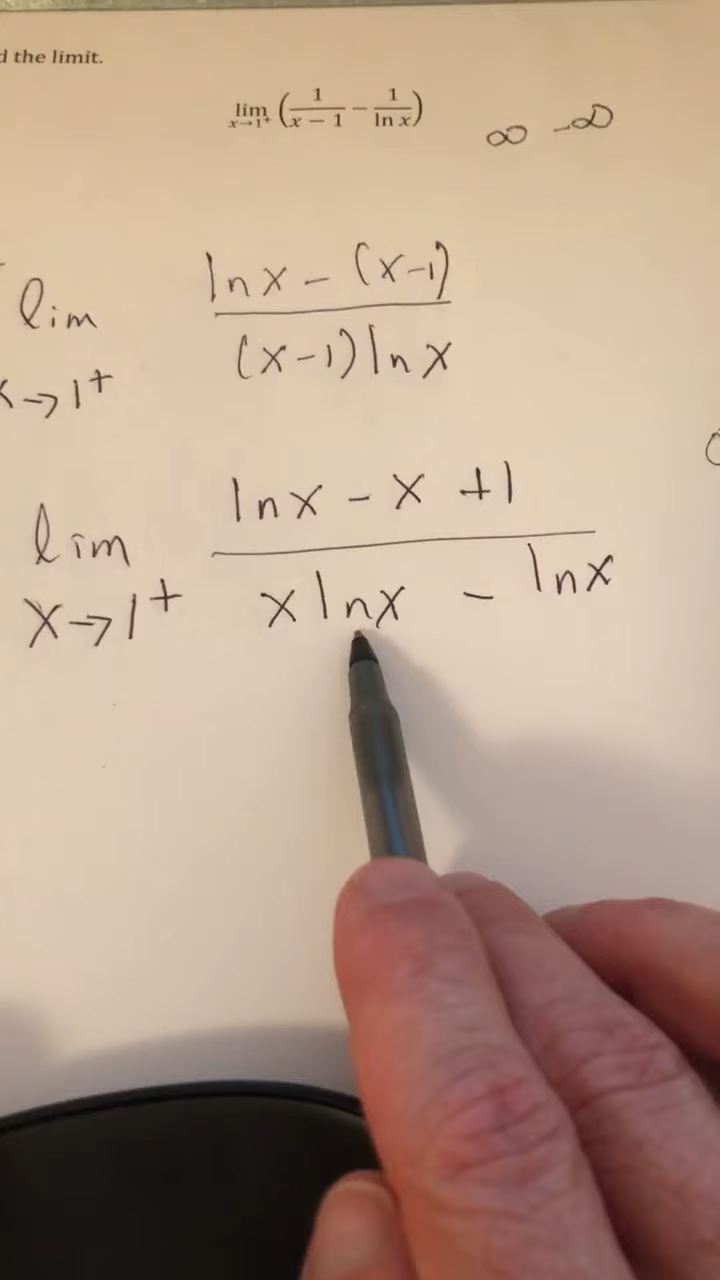 d the limit.
lim x→1⁺ (1/(x − 1) − 1/(ln x))
∞ -∞
lim x→1⁺ (ln x − (x−1))/((x−1) ln x)
lim x→1⁺ (ln x − x + 1)/(x ln x − ln x)